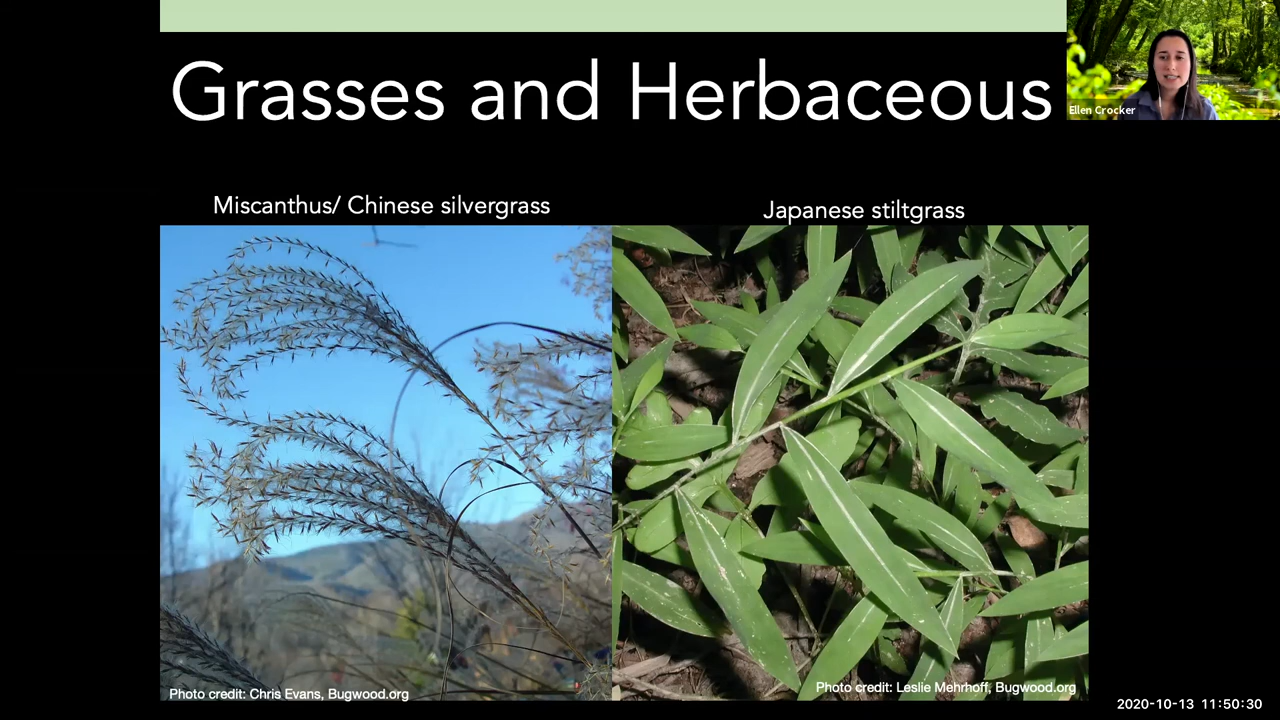 Grasses and Herbaceous
Ellen Crocker
Miscanthus/ Chinese silvergrass
Japanese stiltgrass
Photo credit: Chris Evans, Bugwood.org
Photo credit: Leslie Mehrhoff, Bugwood.org
2020-10-13 11:50:30